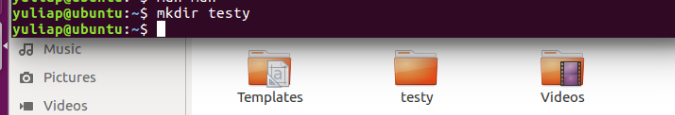 yuliap@ubuntu:~$ mkdir testy
yuliap@ubuntu:~$
Music
Pictures
Videos
Templates
testy
Videos